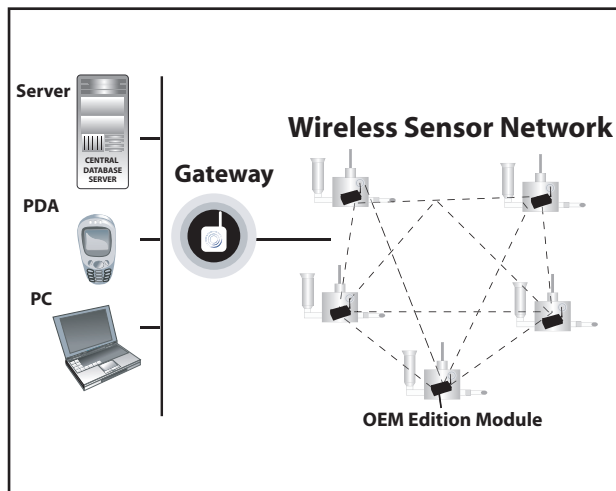 Server
CENTRAL
DATABASE
SERVER
Wireless Sensor Network
Gateway
PDA
PC
OEM Edition Module